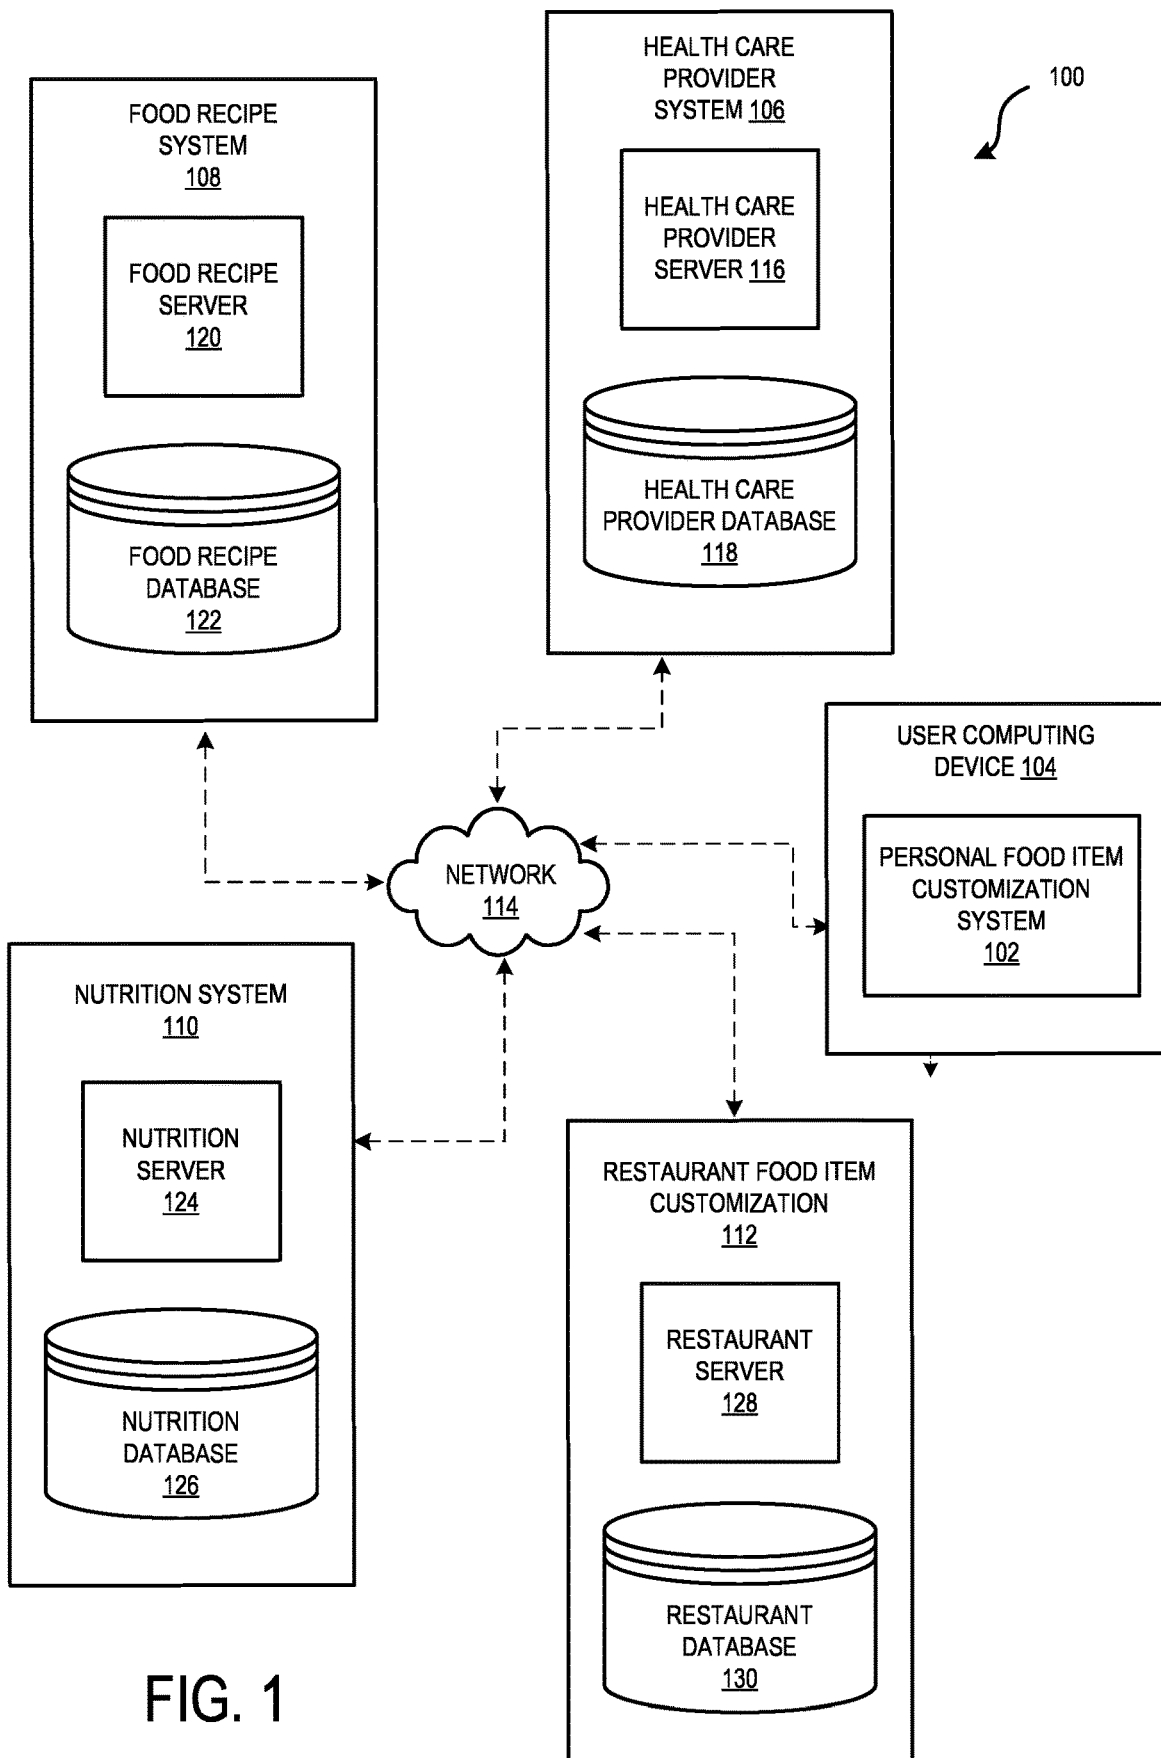 HEALTH CARE
PROVIDER
SYSTEM 106
HEALTH CARE
PROVIDER
SERVER 116
HEALTH CARE
PROVIDER DATABASE
118
100
FOOD RECIPE
SYSTEM
108
FOOD RECIPE
SERVER
120
FOOD RECIPE
DATABASE
122
USER COMPUTING
DEVICE 104
PERSONAL FOOD ITEM
CUSTOMIZATION
SYSTEM
102
NETWORK
114
NUTRITION SYSTEM
110
NUTRITION
SERVER
124
NUTRITION
DATABASE
126
RESTAURANT FOOD ITEM
CUSTOMIZATION
112
RESTAURANT
SERVER
128
RESTAURANT
DATABASE
130
FIG. 1